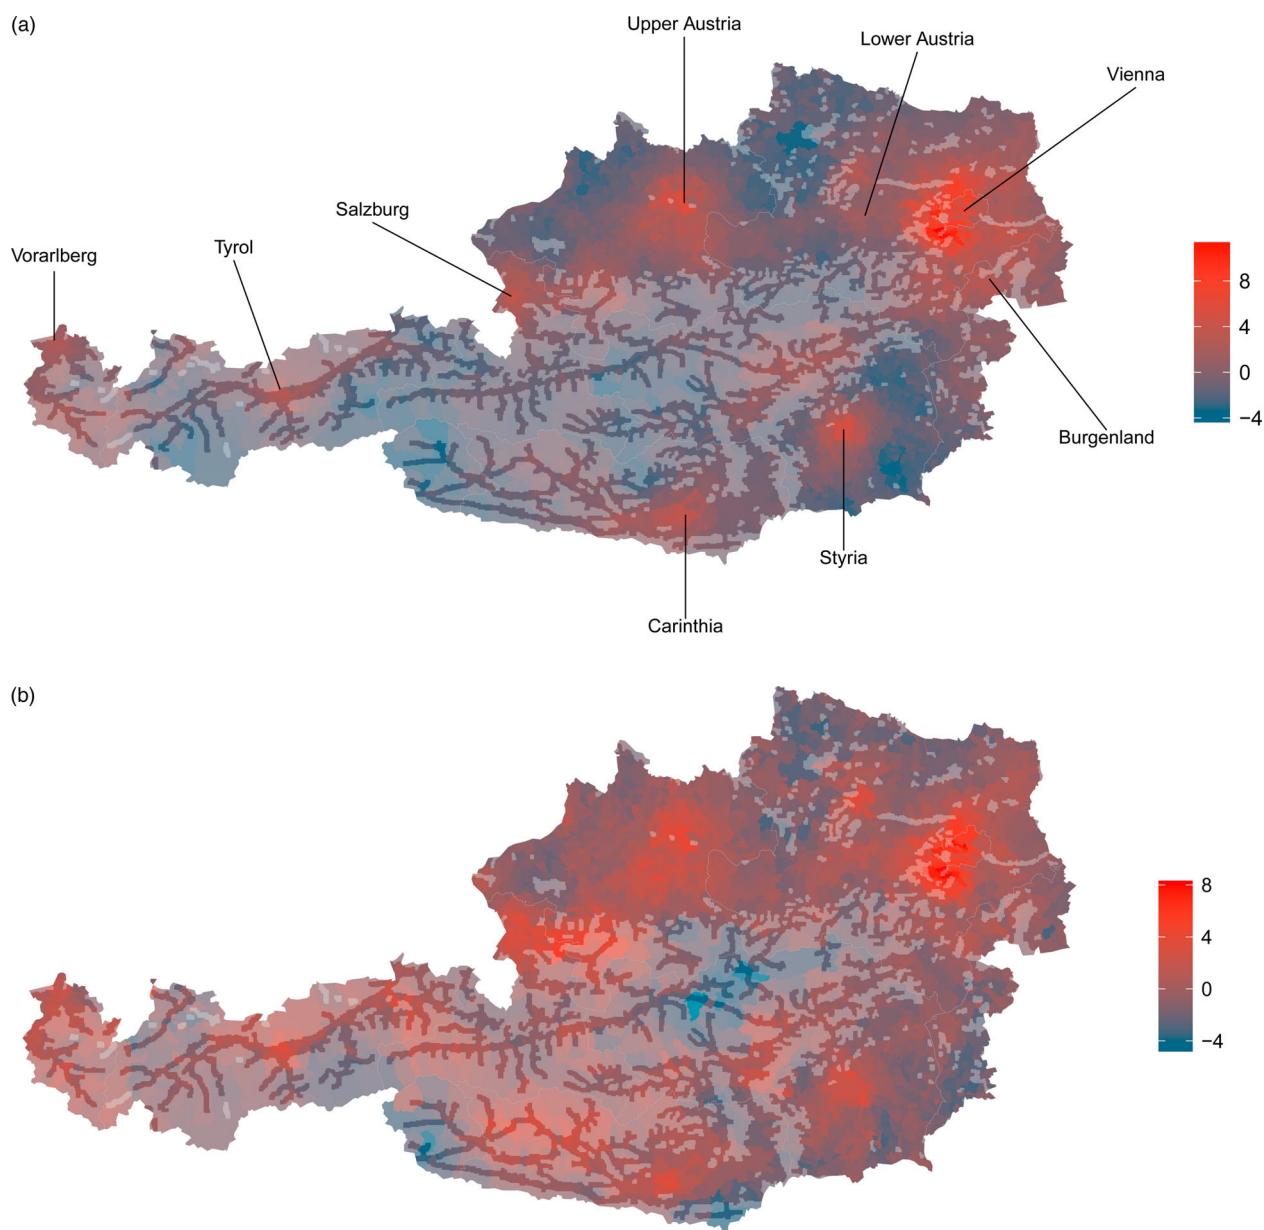 (a)
Upper Austria
Lower Austria
Vienna
Salzburg
Vorarlberg
Tyrol
8
4
0
−4
Burgenland
Styria
Carinthia
(b)
8
4
0
−4